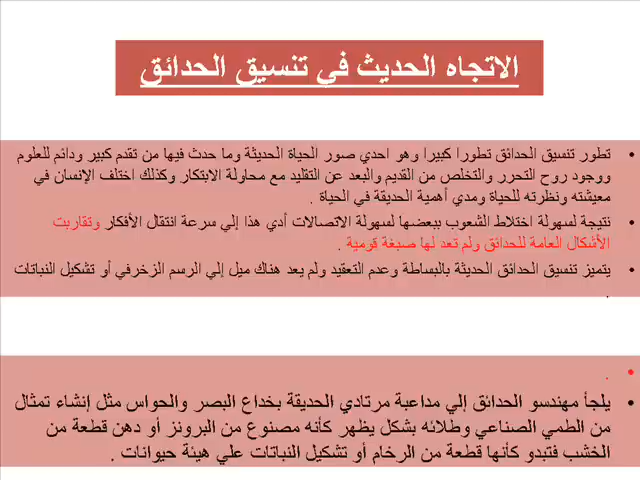 الاتجاه الحديث في تنسيق الحدائق
• تطور تنسيق الحدائق تطورا كبيرا وهو احدي صور الحياة الحديثة وما حدث فيها من تقدم كبير ودائم للعلوم
ووجود روح التحرر والتخلص من القديم والبعد عن التقليد مع محاولة الابتكار وكذلك اختلف الإنسان في
معيشته ونظرته للحياة ومدي أهمية الحديقة في الحياة .
• نتيجة لسهولة اختلاط الشعوب ببعضها لسهولة الاتصالات أدي هذا إلي سرعة انتقال الأفكار وتقاربت
الأشكال العامة للحدائق ولم تعد لها صبغة قومية .
• يتميز تنسيق الحدائق الحديثة بالبساطة وعدم التعقيد ولم يعد هناك ميل إلي الرسم الزخرفي أو تشكيل النباتات
.
• .
• يلجأ مهندسو الحدائق إلي مداعبة مرتادي الحديقة بخداع البصر والحواس مثل إنشاء تمثال
من الطمي الصناعي وطلائه بشكل يظهر كأنه مصنوع من البرونز أو دهن قطعة من
الخشب فتبدو كأنها قطعة من الرخام أو تشكيل النباتات علي هيئة حيوانات .